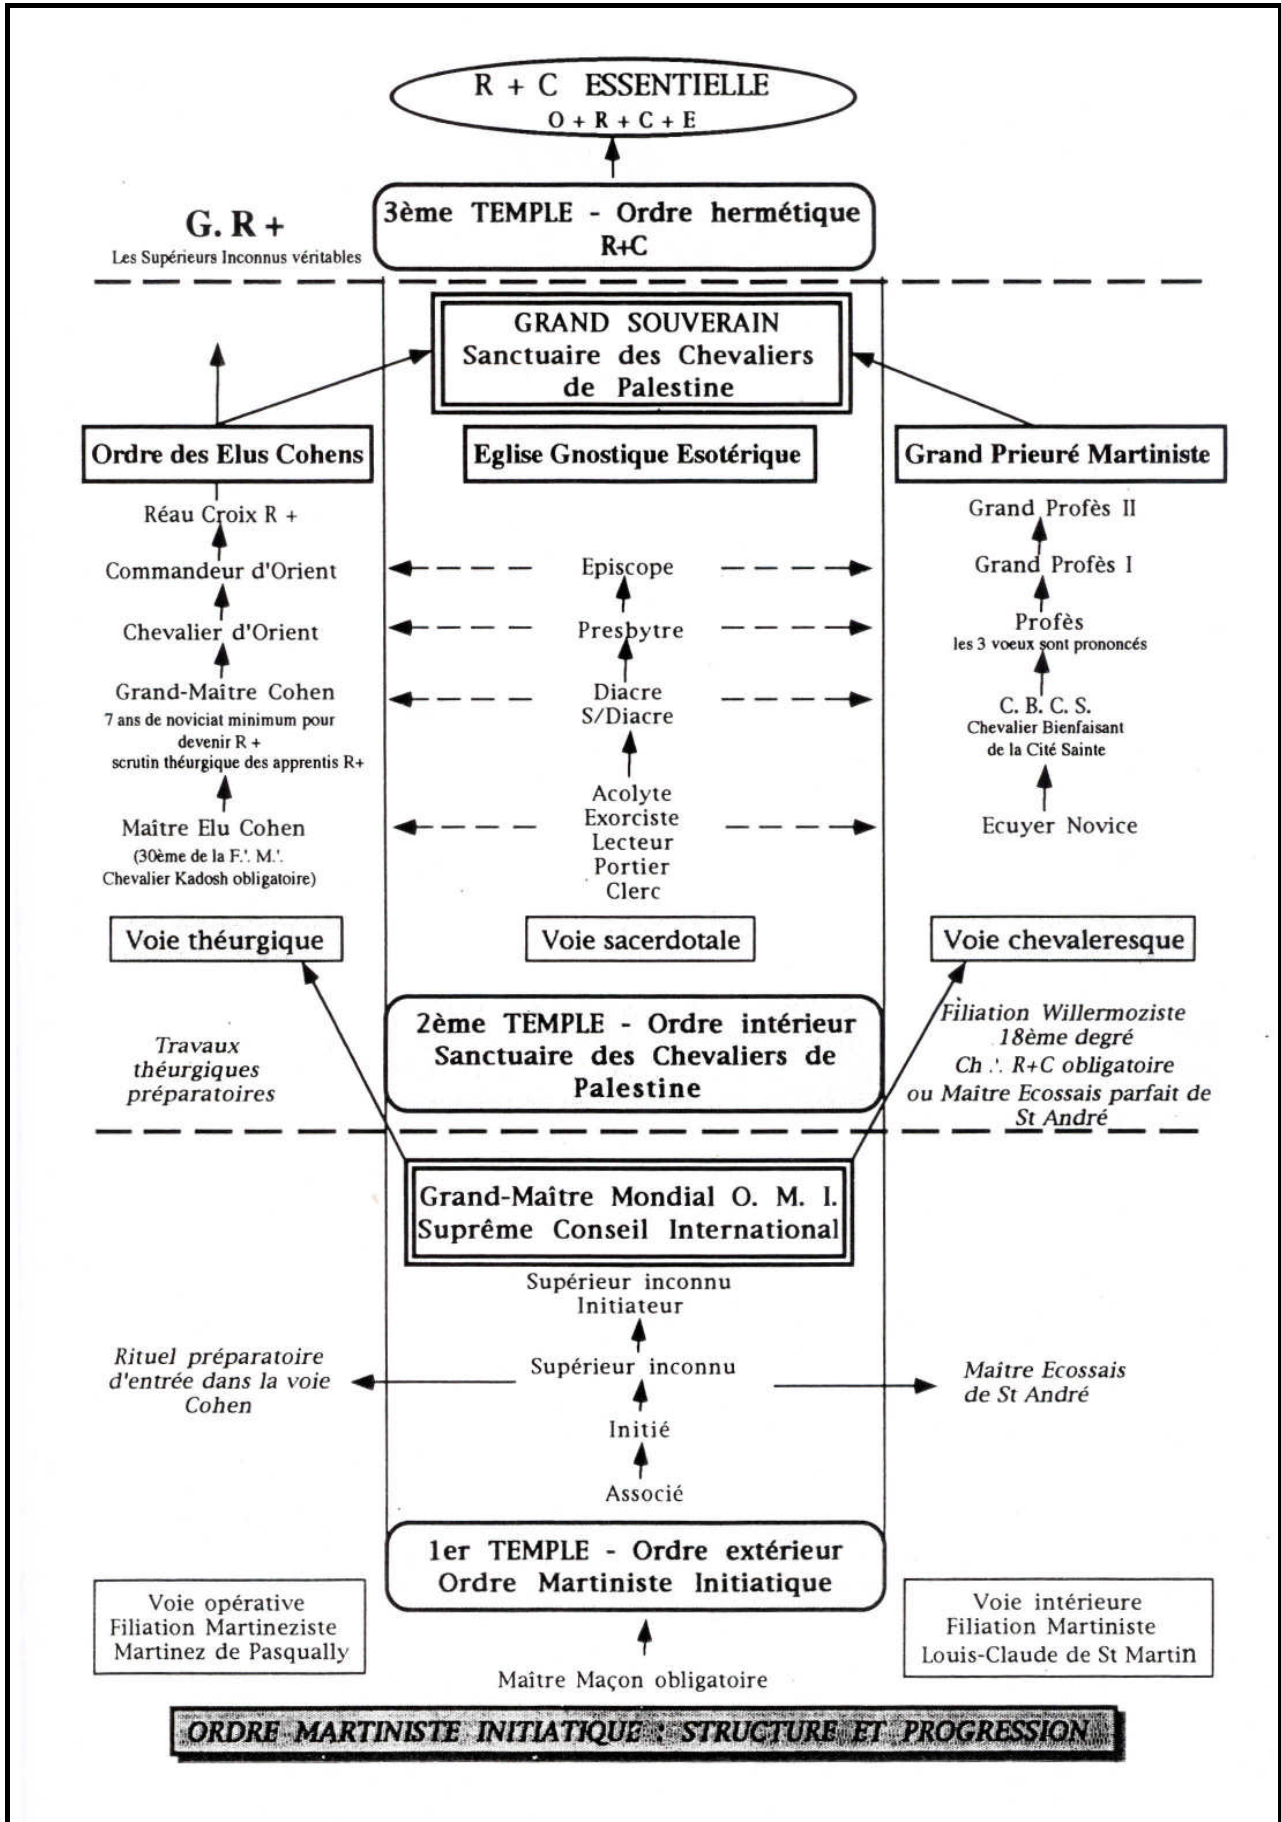 R + C ESSENTIELLE
O + R + C + E
3ème TEMPLE - Ordre hermétique
R+C
G. R +
Les Supérieurs Inconnus véritables
GRAND SOUVERAIN
Sanctuaire des Chevaliers
de Palestine
Ordre des Elus Cohens
Eglise Gnostique Esotérique
Grand Prieuré Martiniste
Réau Croix R +
Commandeur d'Orient
Chevalier d'Orient
Grand-Maître Cohen
7 ans de noviciat minimum pour
devenir R +
scrutin théurgique des apprentis R+
Maître Elu Cohen
(30ème de la F.'. M.'.
Chevalier Kadosh obligatoire)
Episcope
Presbytre
Diacre
S/Diacre
Acolyte
Exorciste
Lecteur
Portier
Clerc
Grand Profès II
Grand Profès I
Profès
les 3 voeux sont prononcés
C. B. C. S.
Chevalier Bienfaisant
de la Cité Sainte
Ecuyer Novice
Voie théurgique
Voie sacerdotale
Voie chevaleresque
2ème TEMPLE - Ordre intérieur
Sanctuaire des Chevaliers de
Palestine
Travaux
théurgiques
préparatoires
Filiation Willermoziste
18ème degré
Ch .'. R+C obligatoire
ou Maître Ecossais parfait de
St André
Grand-Maître Mondial O. M. I.
Suprême Conseil International
Supérieur inconnu
Initiateur
Supérieur inconnu
Initié
Associé
Rituel préparatoire
d'entrée dans la voie
Cohen
Maître Ecossais
de St André
1er TEMPLE - Ordre extérieur
Ordre Martiniste Initiatique
Voie opérative
Filiation Martineziste
Martinez de Pasqually
Voie intérieure
Filiation Martiniste
Louis-Claude de St Martin
Maître Maçon obligatoire
ORDRE MARTINISTE INITIATIQUE : STRUCTURE ET PROGRESSION